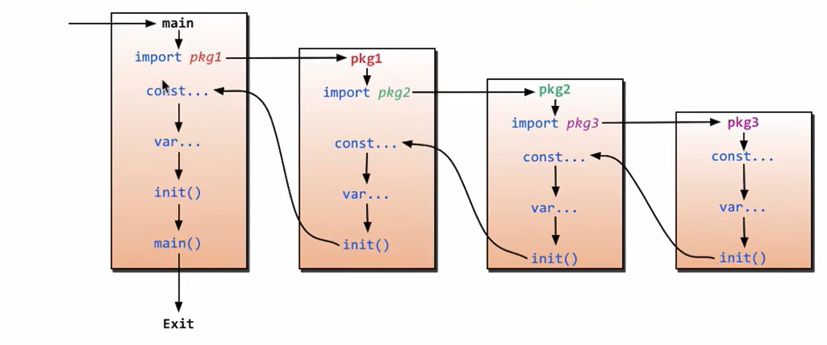 main
import pkg1
const...
var...
init()
main()
Exit
pkg1
import pkg2
const...
var...
init()
pkg2
import pkg3
const...
var...
init()
pkg3
const...
var...
init()